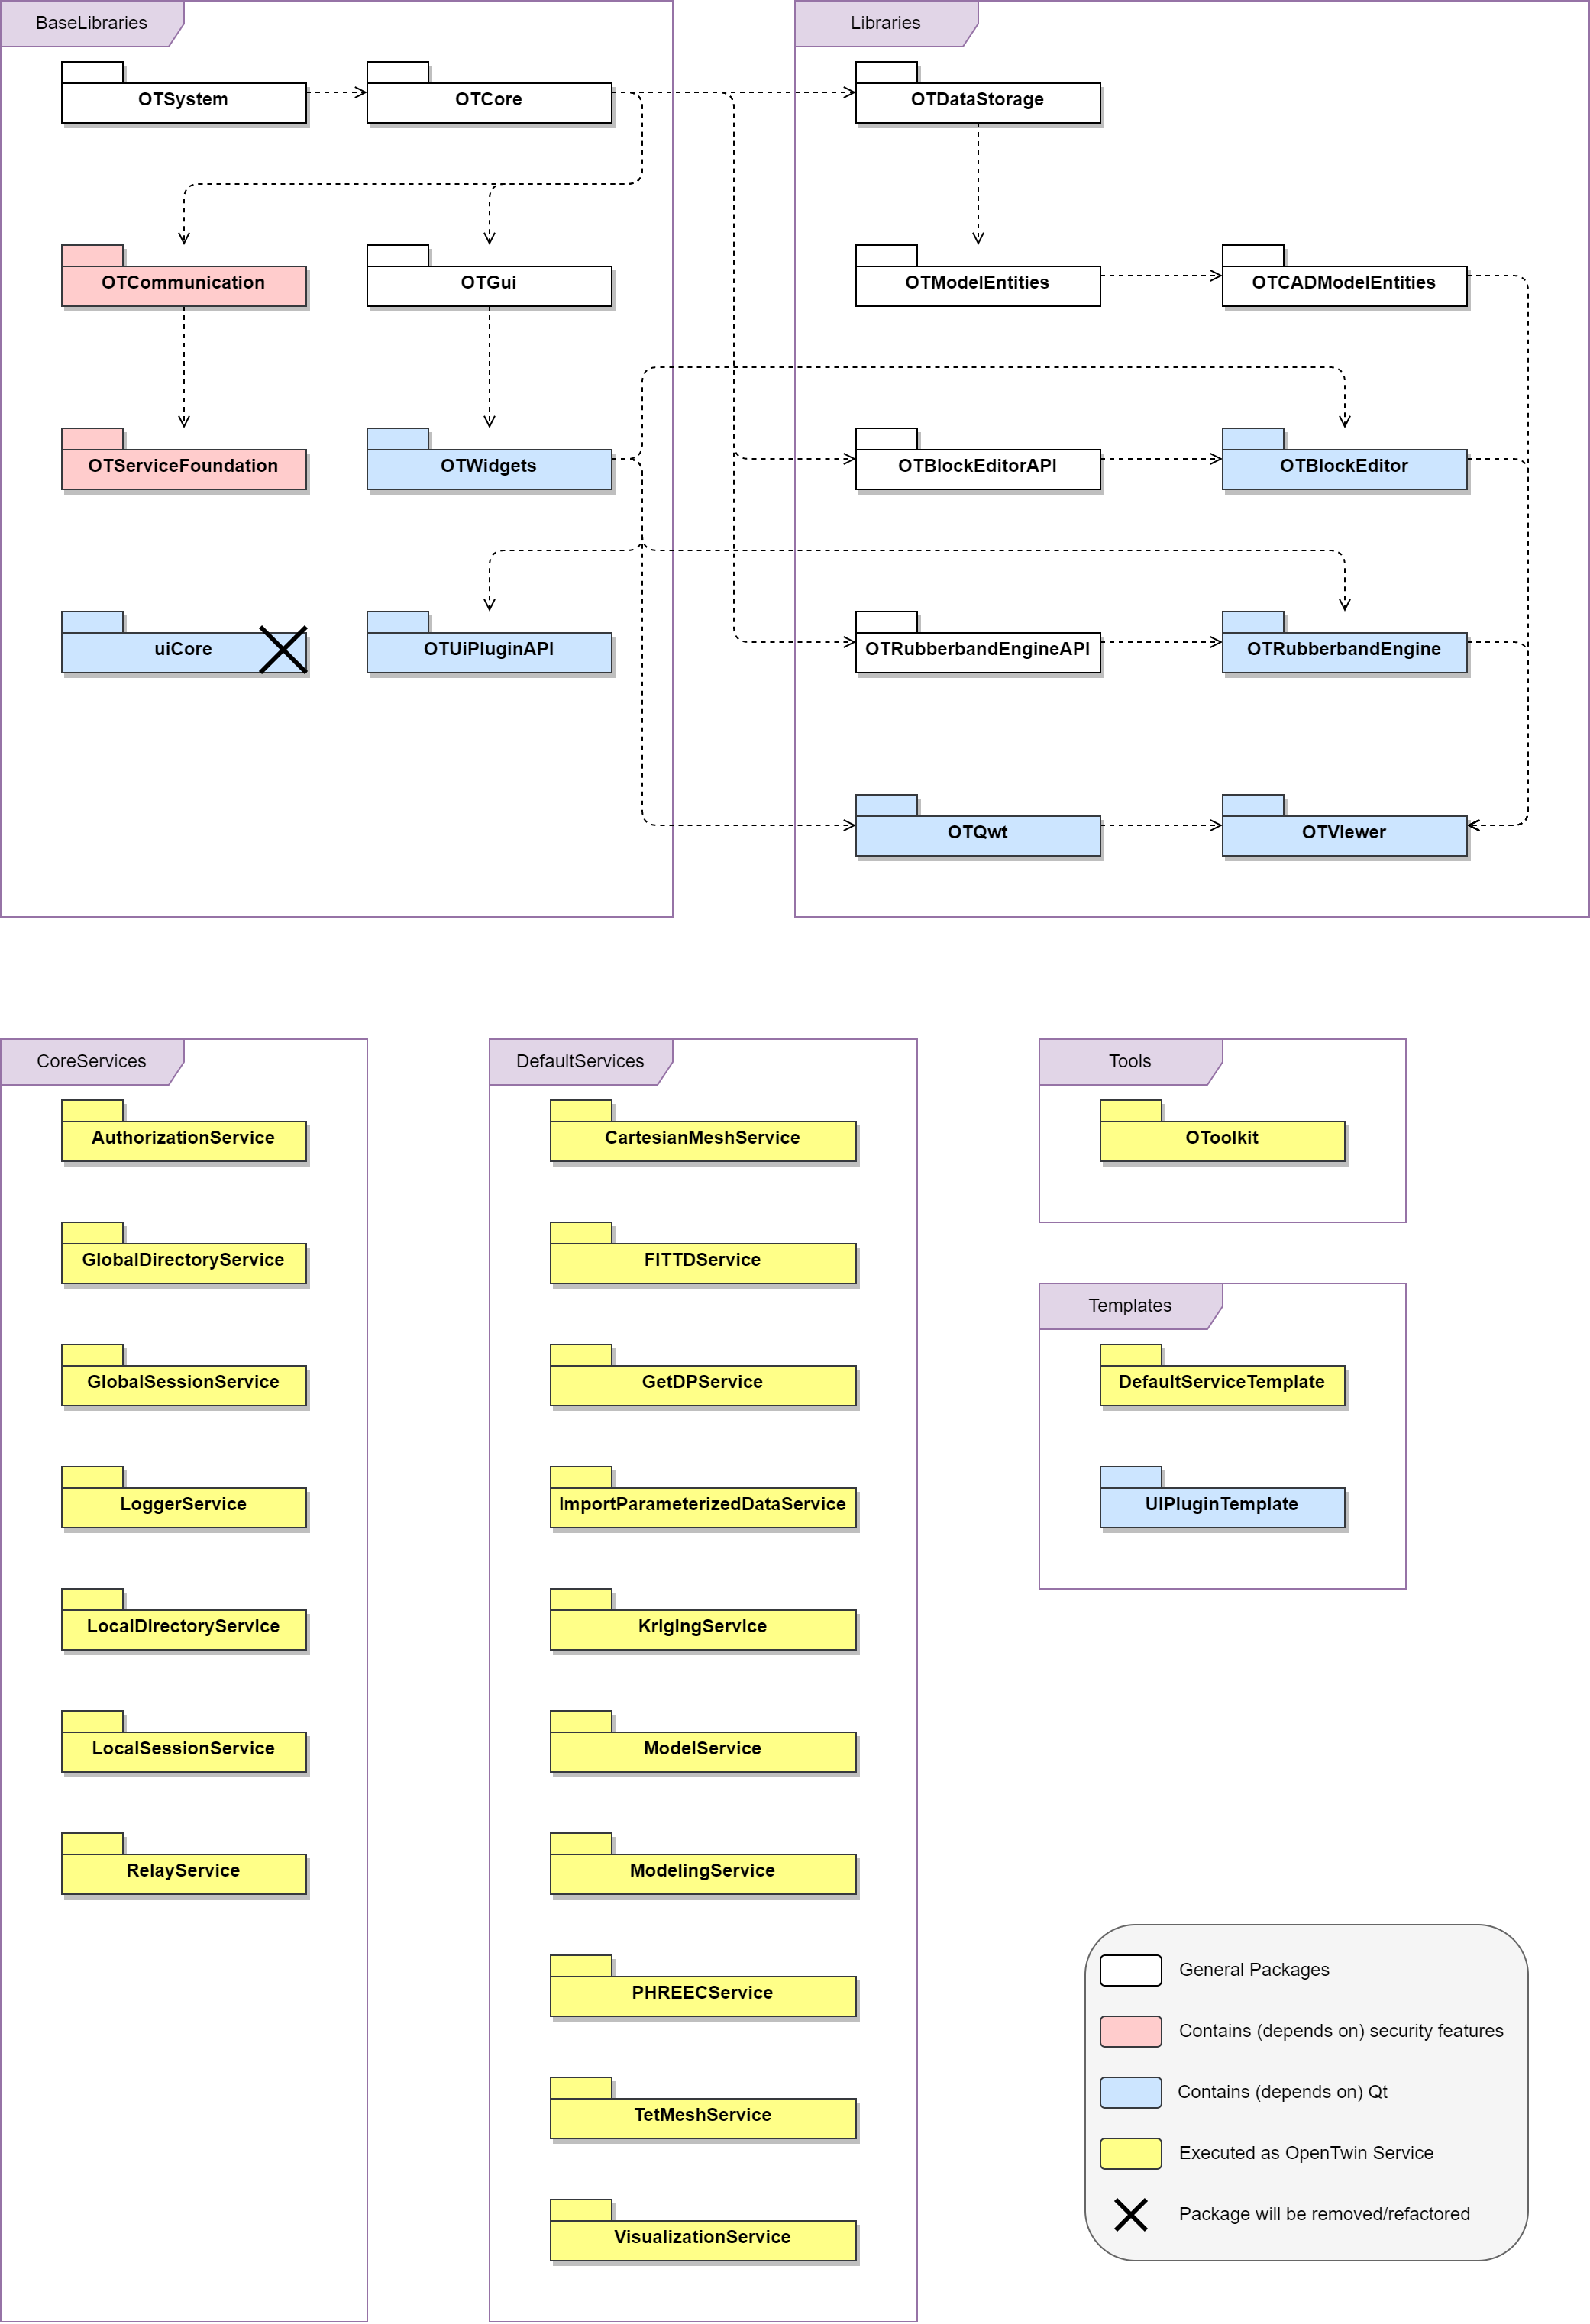 BaseLibraries
OTSystem
OTCore
OTCommunication
OTGui
OTServiceFoundation
OTWidgets
uiCore
OTUiPluginAPI
Libraries
OTDataStorage
OTModelEntities
OTCADModelEntities
OTBlockEditorAPI
OTBlockEditor
OTRubberbandEngineAPI
OTRubberbandEngine
OTQwt
OTViewer
CoreServices
AuthorizationService
GlobalDirectoryService
GlobalSessionService
LoggerService
LocalDirectoryService
LocalSessionService
RelayService
DefaultServices
CartesianMeshService
FITTDService
GetDPService
ImportParameterizedDataService
KrigingService
ModelService
ModelingService
PHREECService
TetMeshService
VisualizationService
Tools
OToolkit
Templates
DefaultServiceTemplate
UIPluginTemplate
General Packages
Contains (depends on) security features
Contains (depends on) Qt
Executed as OpenTwin Service
Package will be removed/refactored